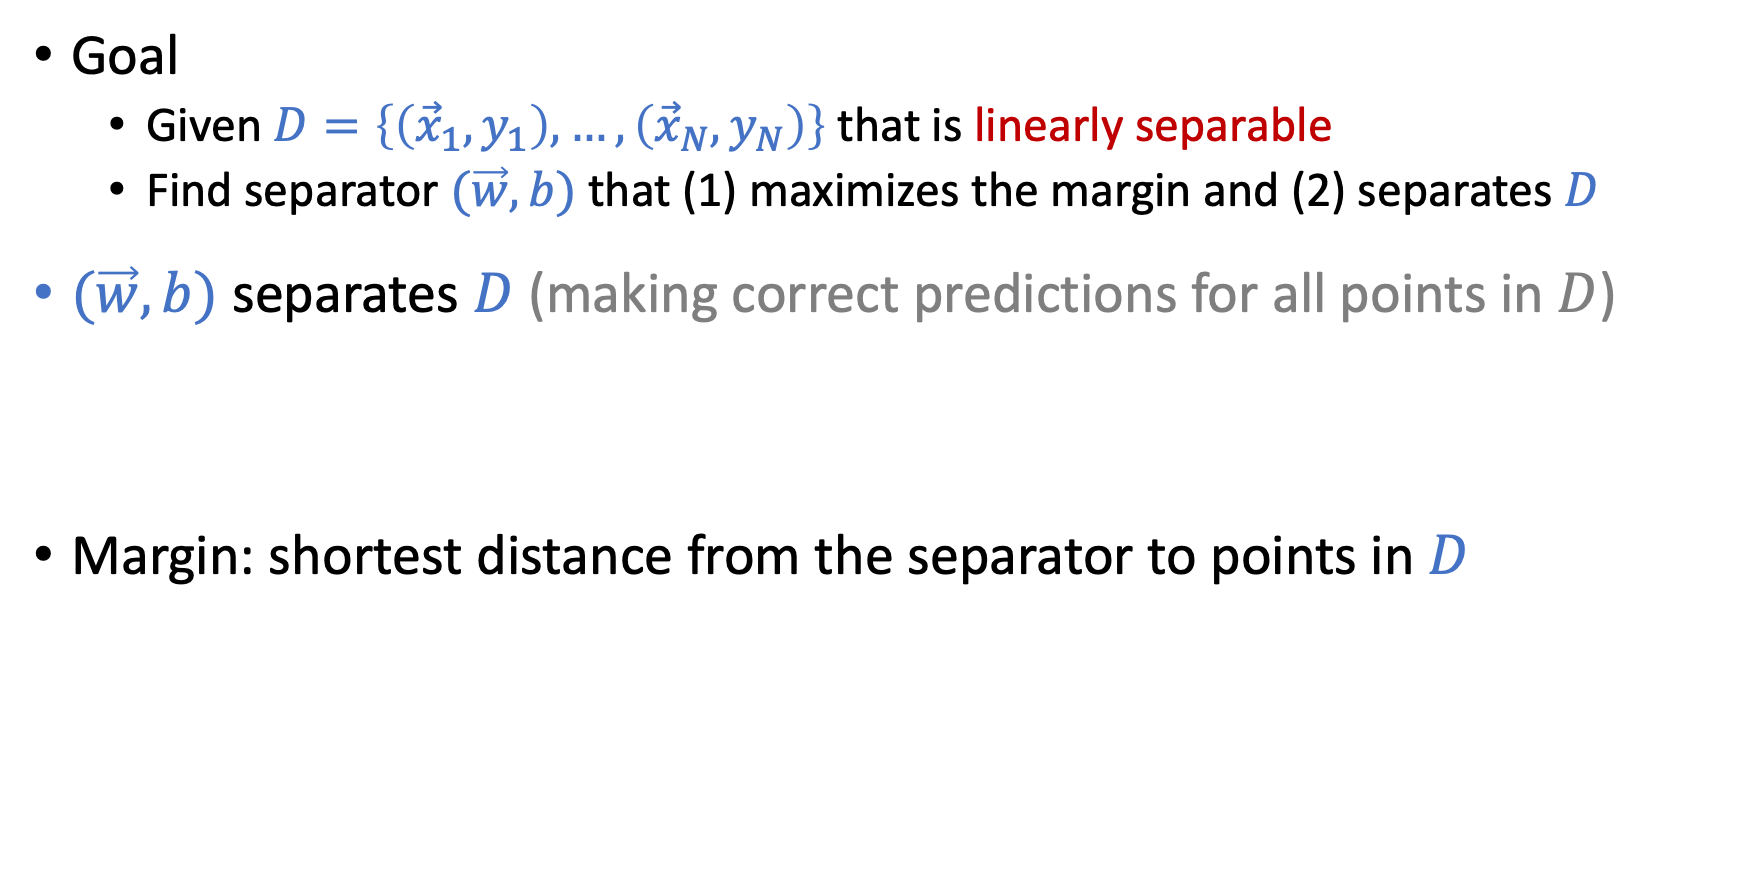 • Goal
• Given D = {(x⃗₁, y₁), … , (x⃗_N, y_N)} that is linearly separable
• Find separator (w⃗, b) that (1) maximizes the margin and (2) separates D
• (w⃗, b) separates D (making correct predictions for all points in D)
• Margin: shortest distance from the separator to points in D